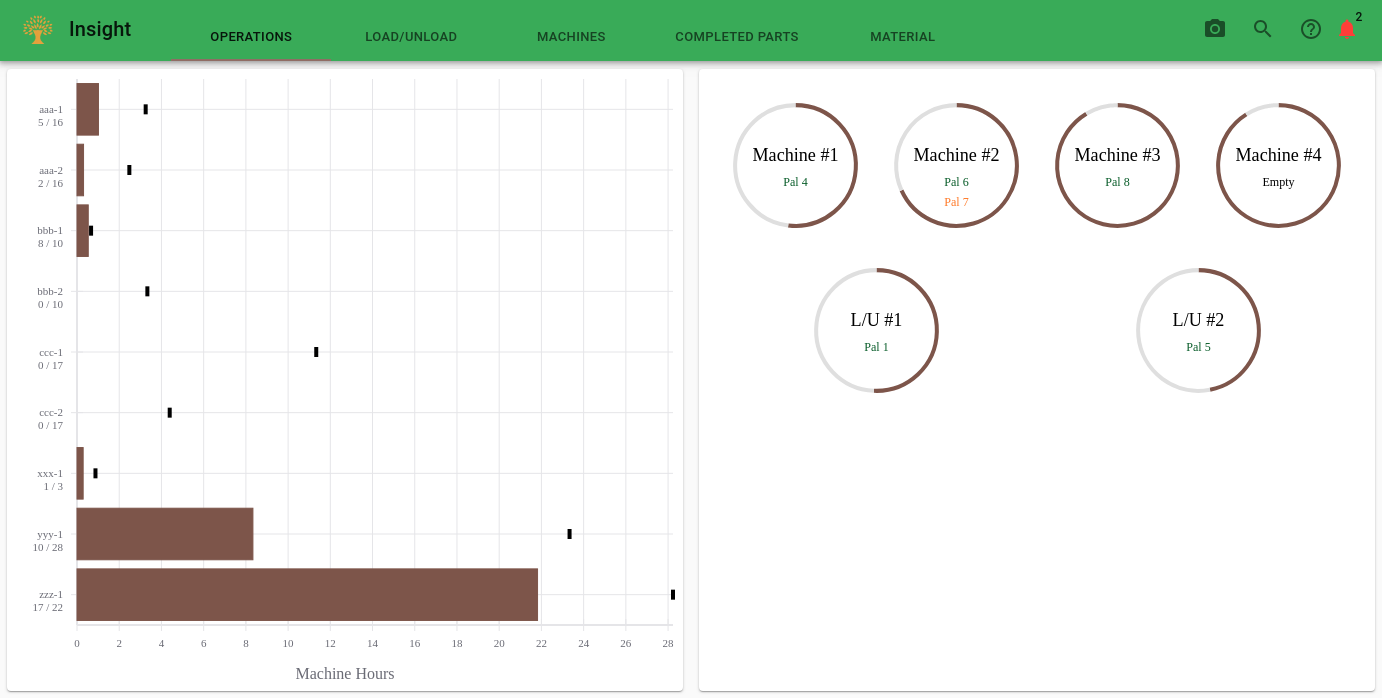 Insight
OPERATIONS
LOAD/UNLOAD
MACHINES
COMPLETED PARTS
MATERIAL
2
aaa-1
5 / 16
aaa-2
2 / 16
bbb-1
8 / 10
bbb-2
0 / 10
ccc-1
0 / 17
ccc-2
0 / 17
xxx-1
1 / 3
yyy-1
10 / 28
zzz-1
17 / 22
0 2 4 6 8 10 12 14 16 18 20 22 24 26 28
Machine Hours
Machine #1
Pal 4
Machine #2
Pal 6
Pal 7
Machine #3
Pal 8
Machine #4
Empty
L/U #1
Pal 1
L/U #2
Pal 5